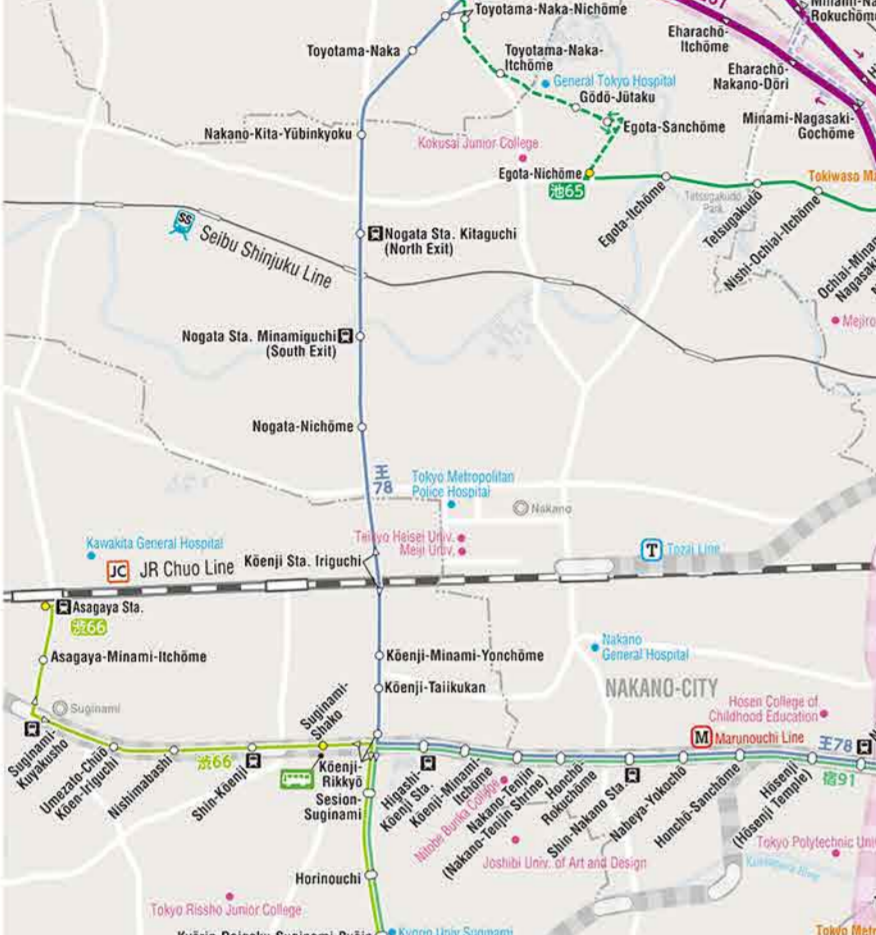 Toyotama-Naka-Nichōme
Toyotama-Naka
Toyotama-Naka-
Itchōme
General Tokyo Hospital
Gōdō-Jūtaku
Egota-Sanchōme
Eharachō-
Itchōme
Eharachō-
Nakano-Dōri
Rokuchōme
Minami-Nagasaki-
Gochōme
Nakano-Kita-Yūbinkyoku
Kokusai Junior College
Egota-Nichōme
池65
Egota-Itchōme
Tetsugakudō
Park
Tetsugakudō
Nishi-Ochiai-Itchōme
Tokiwaso
SS
Seibu Shinjuku Line
Nogata Sta. Kitaguchi
(North Exit)
Nogata Sta. Minamiguchi
(South Exit)
Nogata-Nichōme
王
78
Tokyo Metropolitan
Police Hospital
Nakano
Teikyo Heisei Univ.
Meiji Univ.
Kawakita General Hospital
JC
JR Chuo Line
Kōenji Sta. Iriguchi
T
Tozai Line
Asagaya Sta.
渋66
Asagaya-Minami-Itchōme
Kōenji-Minami-Yonchōme
Kōenji-Taiikukan
Nakano
General Hospital
NAKANO-CITY
Hosen College of
Childhood Education
M
Marunouchi Line
王78
宿91
Suginami
Suginami-
Kuyakusho
Umezato-Chūō
Kōen-Iriguchi
Nishimabashi
渋66
Shin-Kōenji
Suginami-
Shako
Kōenji-
Rikkyō
Sesion-
Suginami
Higashi-
Kōenji Sta.
Kōenji-Minami-
Itchōme
Nitobe Bunka College
Nakano-Tenjin
(Nakano-Tenjin Shrine)
Honchō-
Rokuchōme
Shin-Nakano Sta.
Nabeya-Yokochō
Honchō-Sanchōme
Hōsenji
(Hōsenji Temple)
Joshibi Univ. of Art and Design
Tokyo Polytechnic
Horinouchi
Tokyo Rissho Junior College